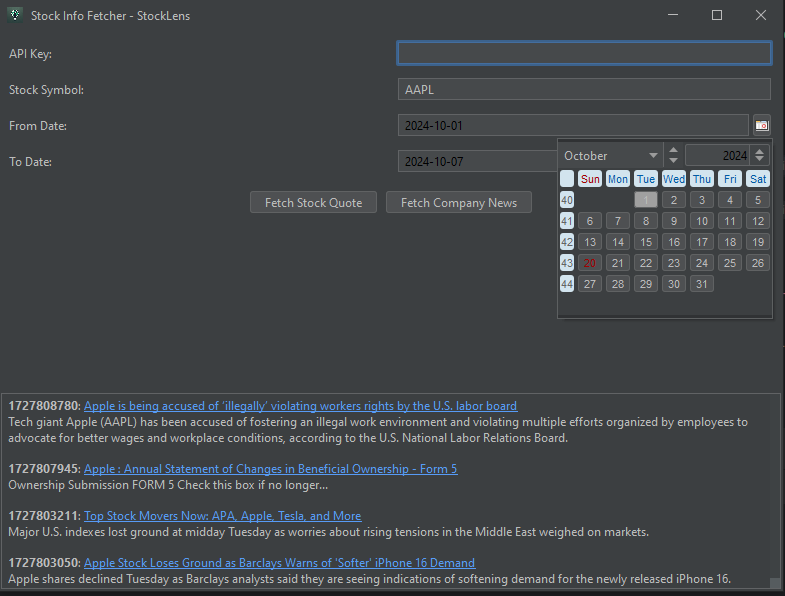 Stock Info Fetcher - StockLens
API Key:
Stock Symbol: AAPL
From Date: 2024-10-01
To Date: 2024-10-07
Fetch Stock Quote Fetch Company News
October 2024
Sun Mon Tue Wed Thu Fri Sat
40 1 2 3 4 5
41 6 7 8 9 10 11 12
42 13 14 15 16 17 18 19
43 20 21 22 23 24 25 26
44 27 28 29 30 31
1727808780: Apple is being accused of 'illegally' violating workers rights by the U.S. labor board
Tech giant Apple (AAPL) has been accused of fostering an illegal work environment and violating multiple efforts organized by employees to
advocate for better wages and workplace conditions, according to the U.S. National Labor Relations Board.
1727807945: Apple : Annual Statement of Changes in Beneficial Ownership - Form 5
Ownership Submission FORM 5 Check this box if no longer...
1727803211: Top Stock Movers Now: APA, Apple, Tesla, and More
Major U.S. indexes lost ground at midday Tuesday as worries about rising tensions in the Middle East weighed on markets.
1727803050: Apple Stock Loses Ground as Barclays Warns of 'Softer' iPhone 16 Demand
Apple shares declined Tuesday as Barclays analysts said they are seeing indications of softening demand for the newly released iPhone 16.